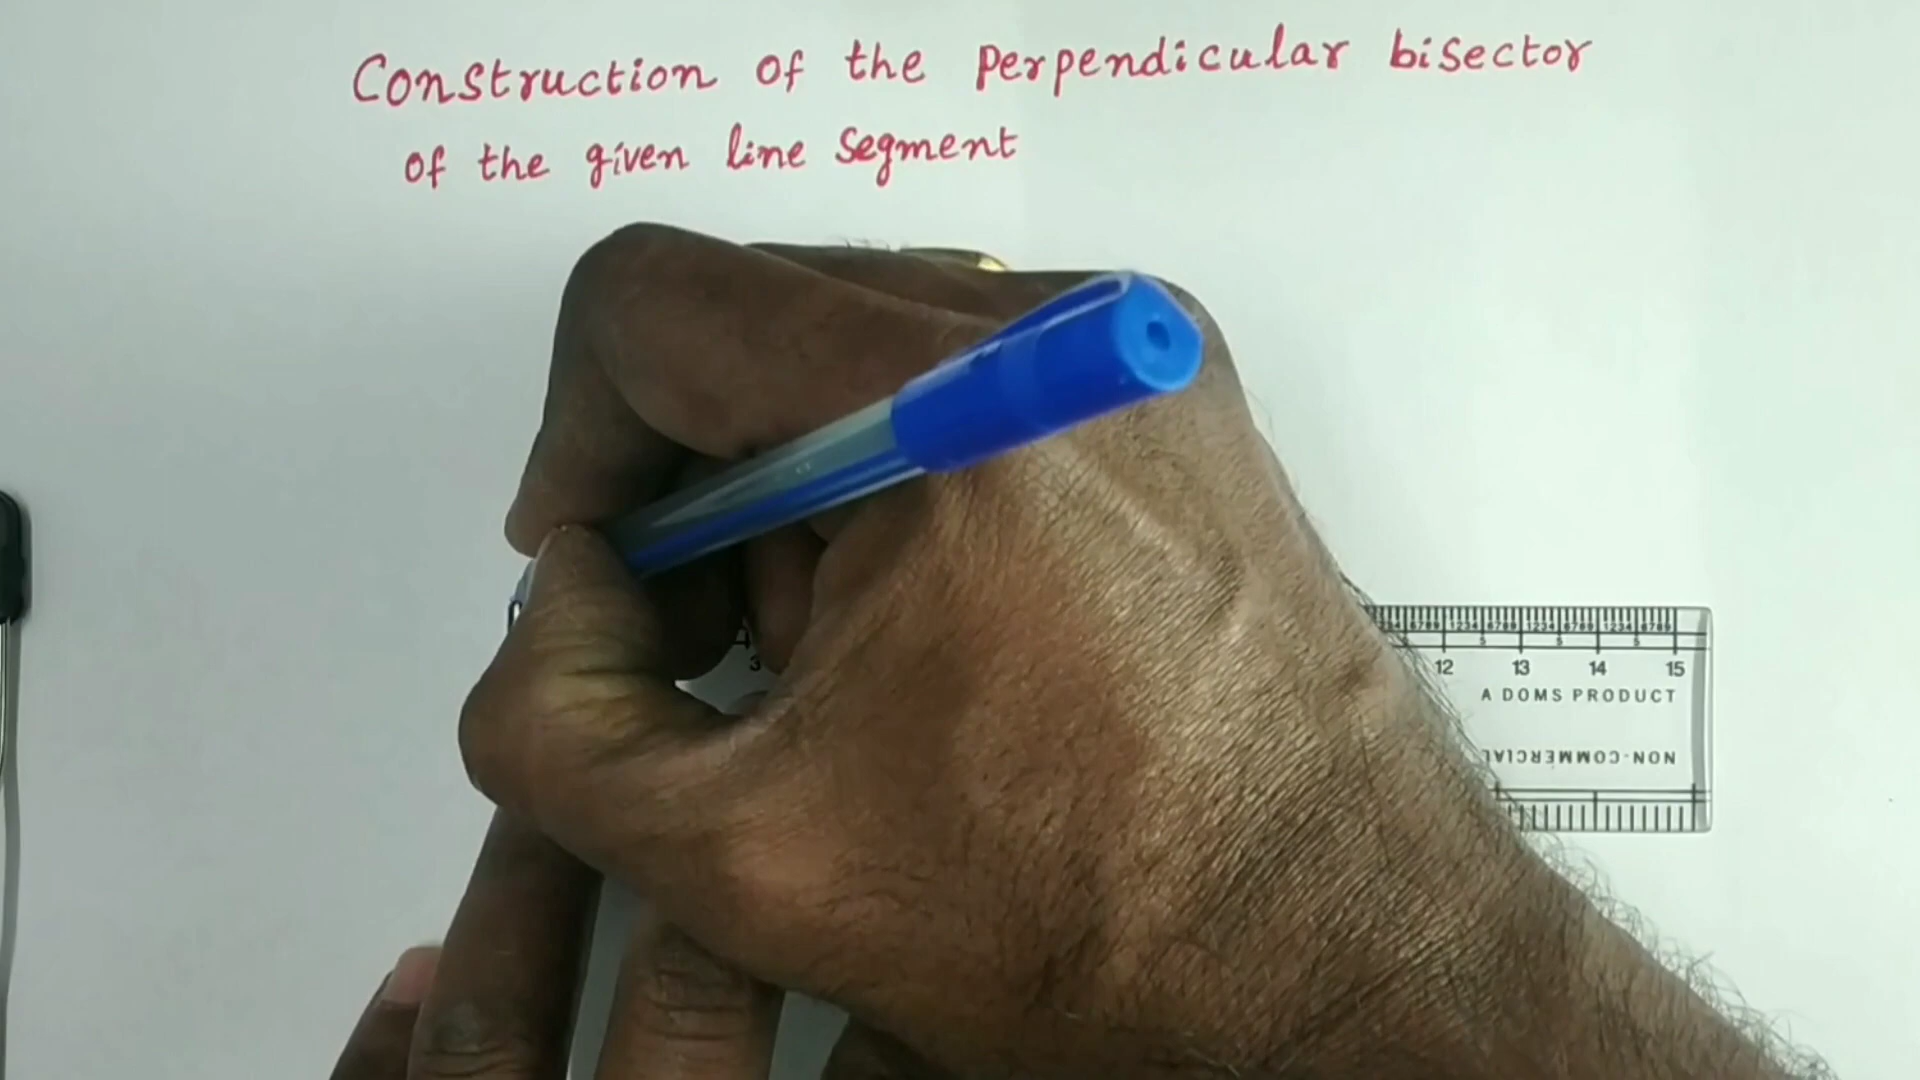 Construction of the perpendicular bisector
of the given line segment
12 13 14 15
A DOMS PRODUCT
NON-COMMERCIAL